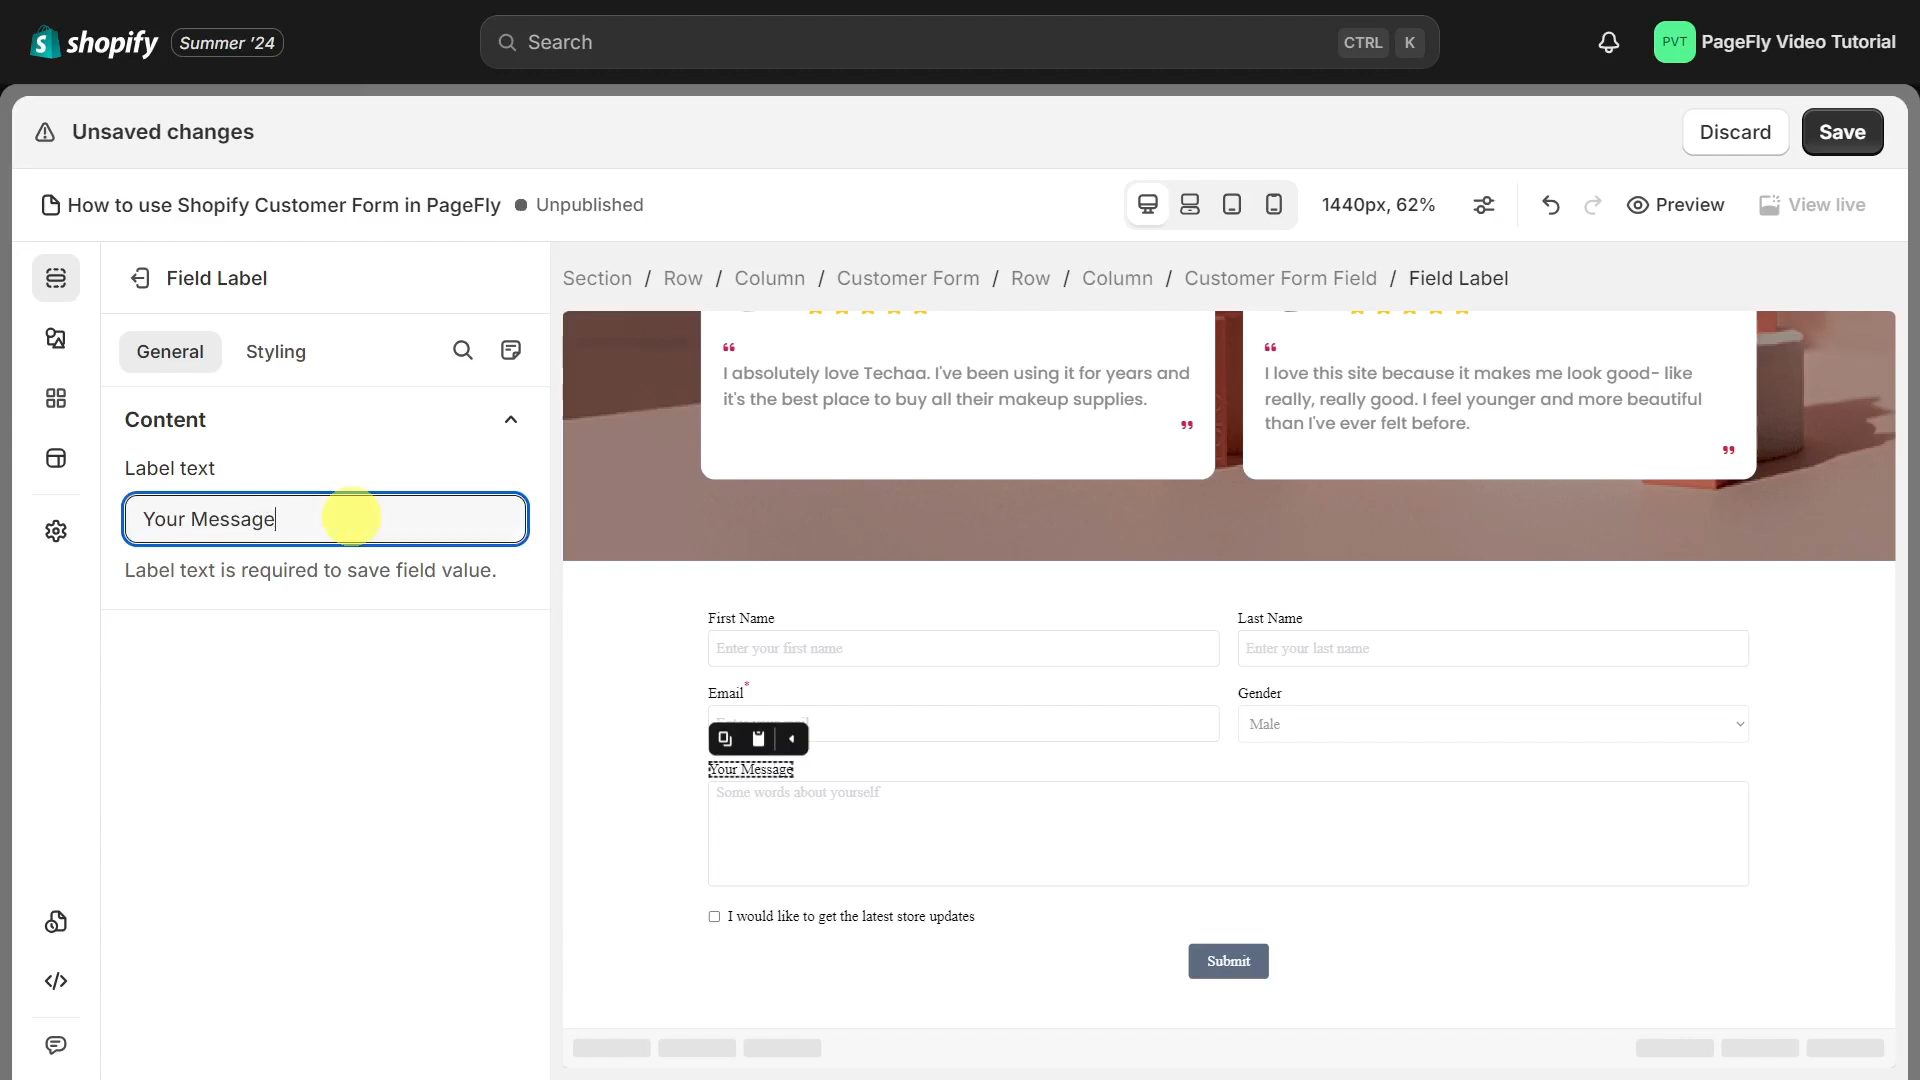 shopify Summer '24
Search
CTRL K
PVT PageFly Video Tutorial
Unsaved changes
Discard
Save
How to use Shopify Customer Form in PageFly
Unpublished
1440px, 62%
Preview
View live
Field Label
General
Styling
Content
Label text
Your Message
Label text is required to save field value.
Section / Row / Column / Customer Form / Row / Column / Customer Form Field / Field Label
“
I absolutely love Techaa. I've been using it for years and
it's the best place to buy all their makeup supplies.
”
“
I love this site because it makes me look good- like
really, really good. I feel younger and more beautiful
than I've ever felt before.
”
First Name
Enter your first name
Last Name
Enter your last name
Email*
Gender
Male
Your Message
Some words about yourself
I would like to get the latest store updates
Submit